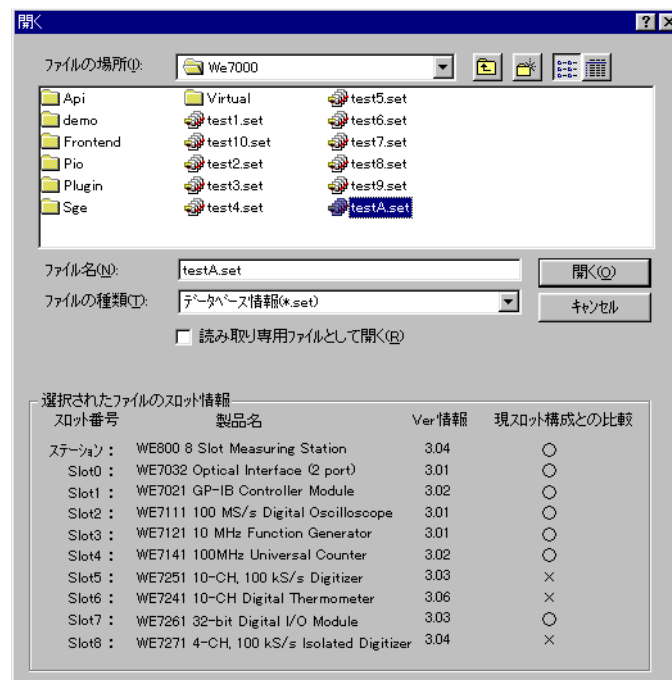 開く
ファイルの場所(I):
We7000
Api
demo
Frontend
Pio
Plugin
Sge
Virtual
test1.set
test10.set
test2.set
test3.set
test4.set
test5.set
test6.set
test7.set
test8.set
test9.set
testA.set
ファイル名(N):
testA.set
開く(O)
ファイルの種類(T):
データベース情報(*.set)
キャンセル
読み取り専用ファイルとして開く(R)
選択されたファイルのスロット情報
スロット番号 製品名 Ver情報 現スロット構成との比較
ステーション: WE800 8 Slot Measuring Station 3.04 ○
Slot0: WE7032 Optical Interface (2 port) 3.01 ○
Slot1: WE7021 GP-IB Controller Module 3.02 ○
Slot2: WE7111 100 MS/s Digital Oscilloscope 3.01 ○
Slot3: WE7121 10 MHz Function Generator 3.01 ○
Slot4: WE7141 100MHz Universal Counter 3.02 ○
Slot5: WE7251 10-CH, 100 kS/s Digitizer 3.03 ×
Slot6: WE7241 10-CH Digital Thermometer 3.06 ×
Slot7: WE7261 32-bit Digital I/O Module 3.03 ○
Slot8: WE7271 4-CH, 100 kS/s Isolated Digitizer 3.04 ×